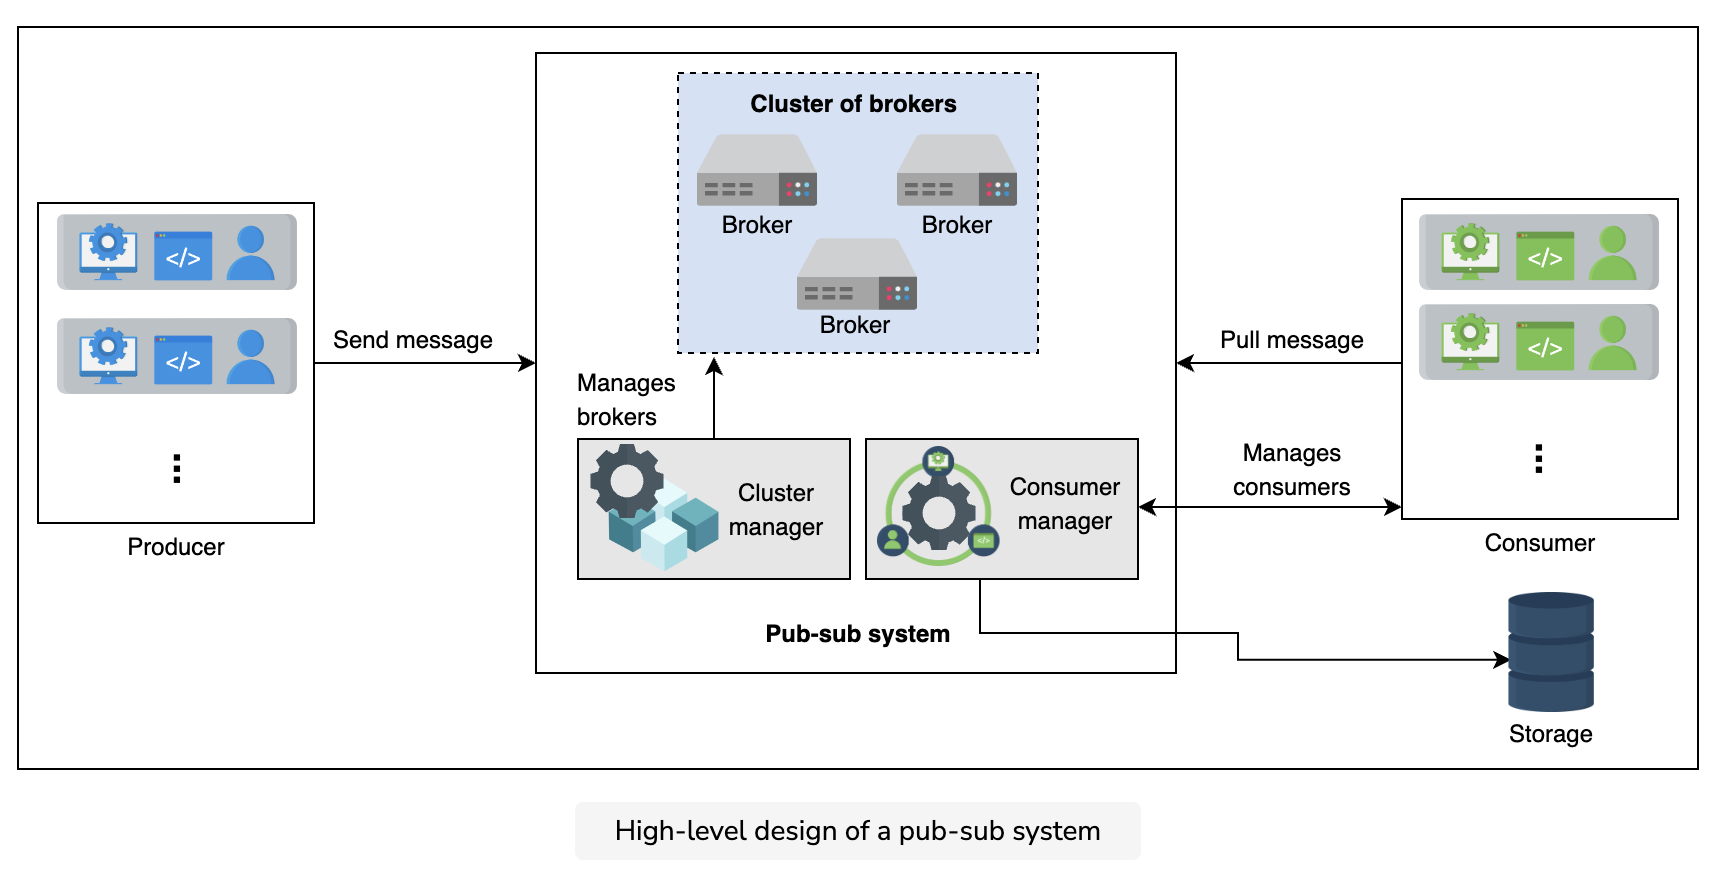 Cluster of brokers
Broker
Broker
Broker
</>
</>
Send message
Producer
Manages
brokers
Cluster
manager
Consumer
manager
Pub-sub system
</>
</>
Pull message
Manages
consumers
Consumer
Storage
High-level design of a pub-sub system